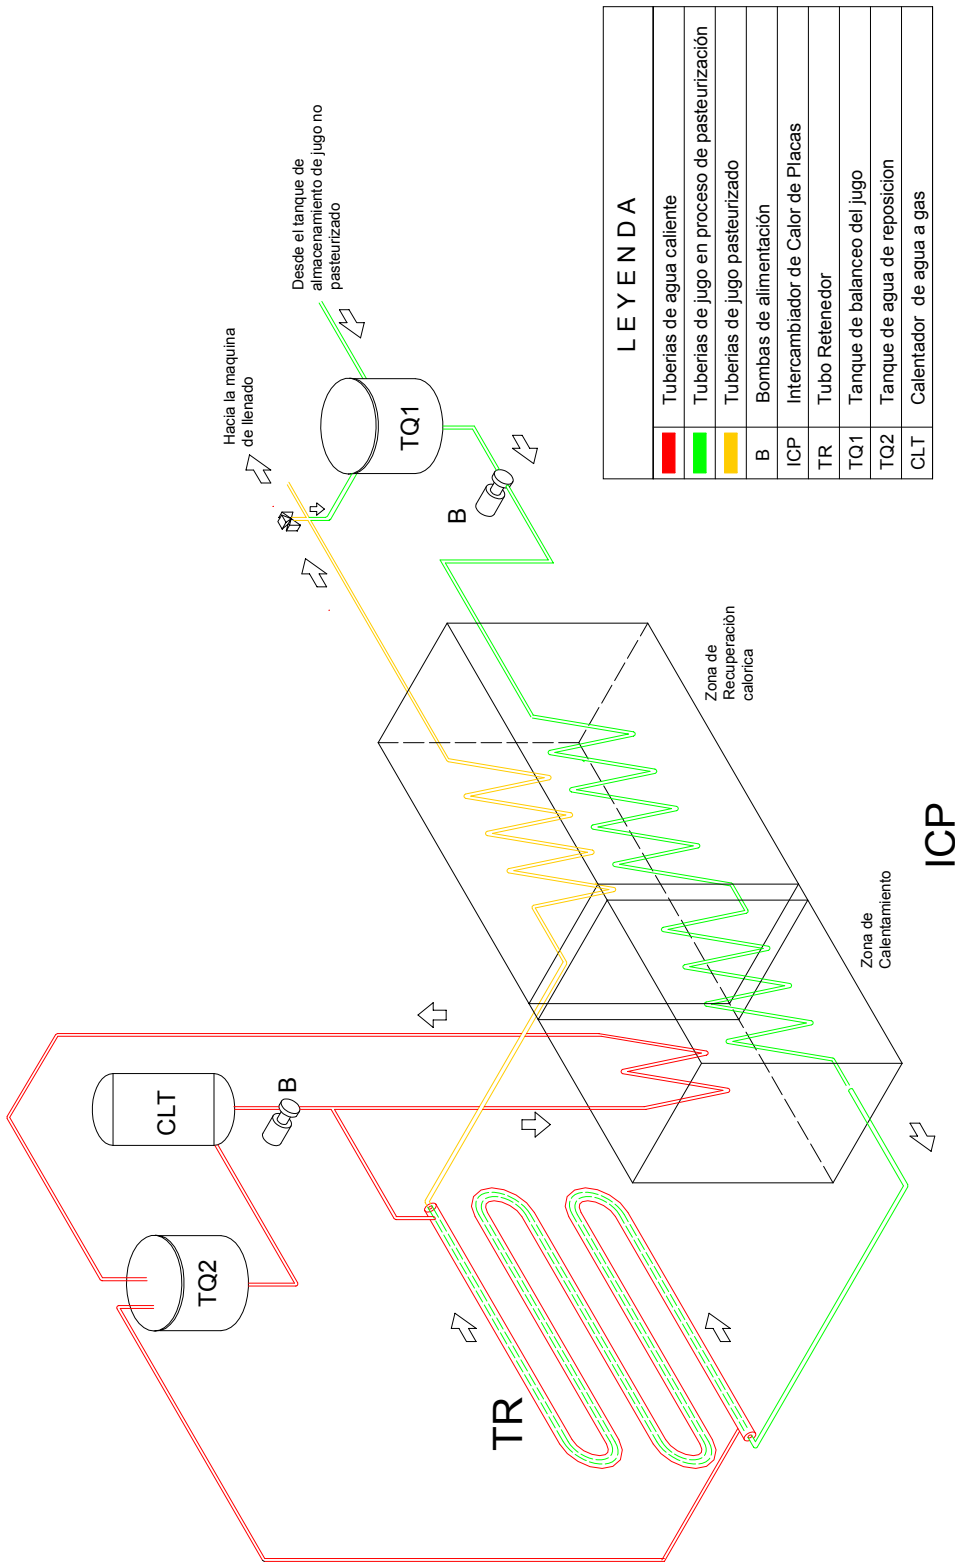 Desde el tanque de
almacenamiento de jugo no
pasteurizado
Hacia la maquina
de llenado
TQ1
B
CLT
B
TQ2
TR
Zona de
Recuperaciòn
calorica
Zona de
Calentamiento
ICP
L E Y E N D A
Tuberias de agua caliente
Tuberias de jugo en proceso de pasteurización
Tuberias de jugo pasteurizado
B Bombas de alimentación
ICP Intercambiador de Calor de Placas
TR Tubo Retenedor
TQ1 Tanque de balanceo del jugo
TQ2 Tanque de agua de reposicion
CLT Calentador de agua a gas